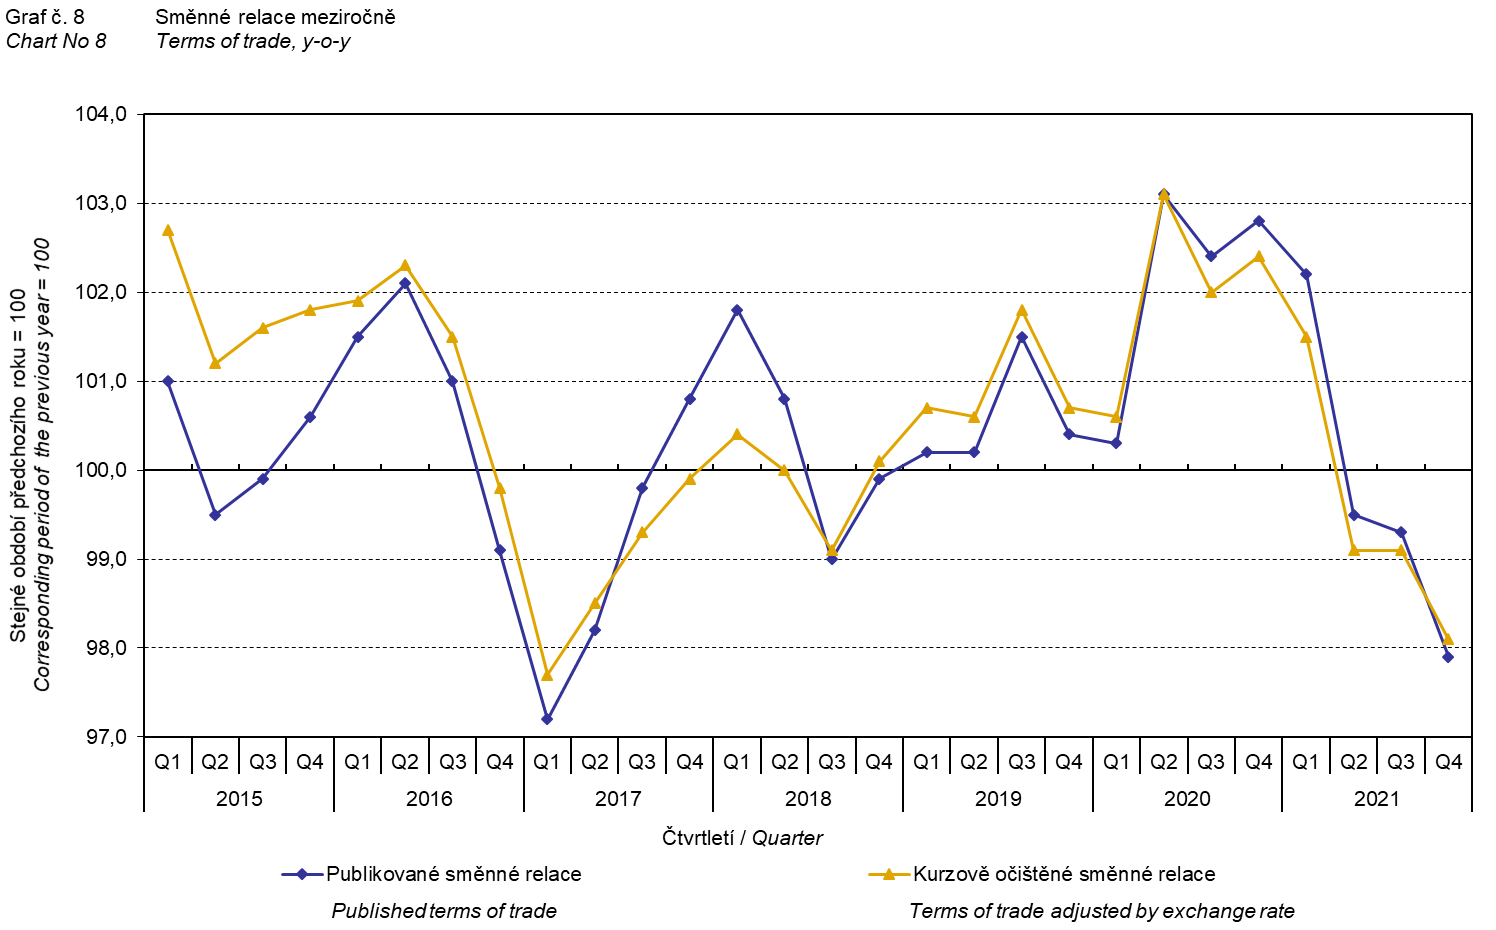 Graf č. 8 Směnné relace meziročně
Chart No 8 Terms of trade, y-o-y
Stejné období předchozího roku = 100
Corresponding period of the previous year = 100
104,0
103,0
102,0
101,0
100,0
99,0
98,0
97,0
Q1 Q2 Q3 Q4 Q1 Q2 Q3 Q4 Q1 Q2 Q3 Q4 Q1 Q2 Q3 Q4 Q1 Q2 Q3 Q4 Q1 Q2 Q3 Q4 Q1 Q2 Q3 Q4
2015 2016 2017 2018 2019 2020 2021
Čtvrtletí / Quarter
Publikované směnné relace Kurzově očištěné směnné relace
Published terms of trade Terms of trade adjusted by exchange rate